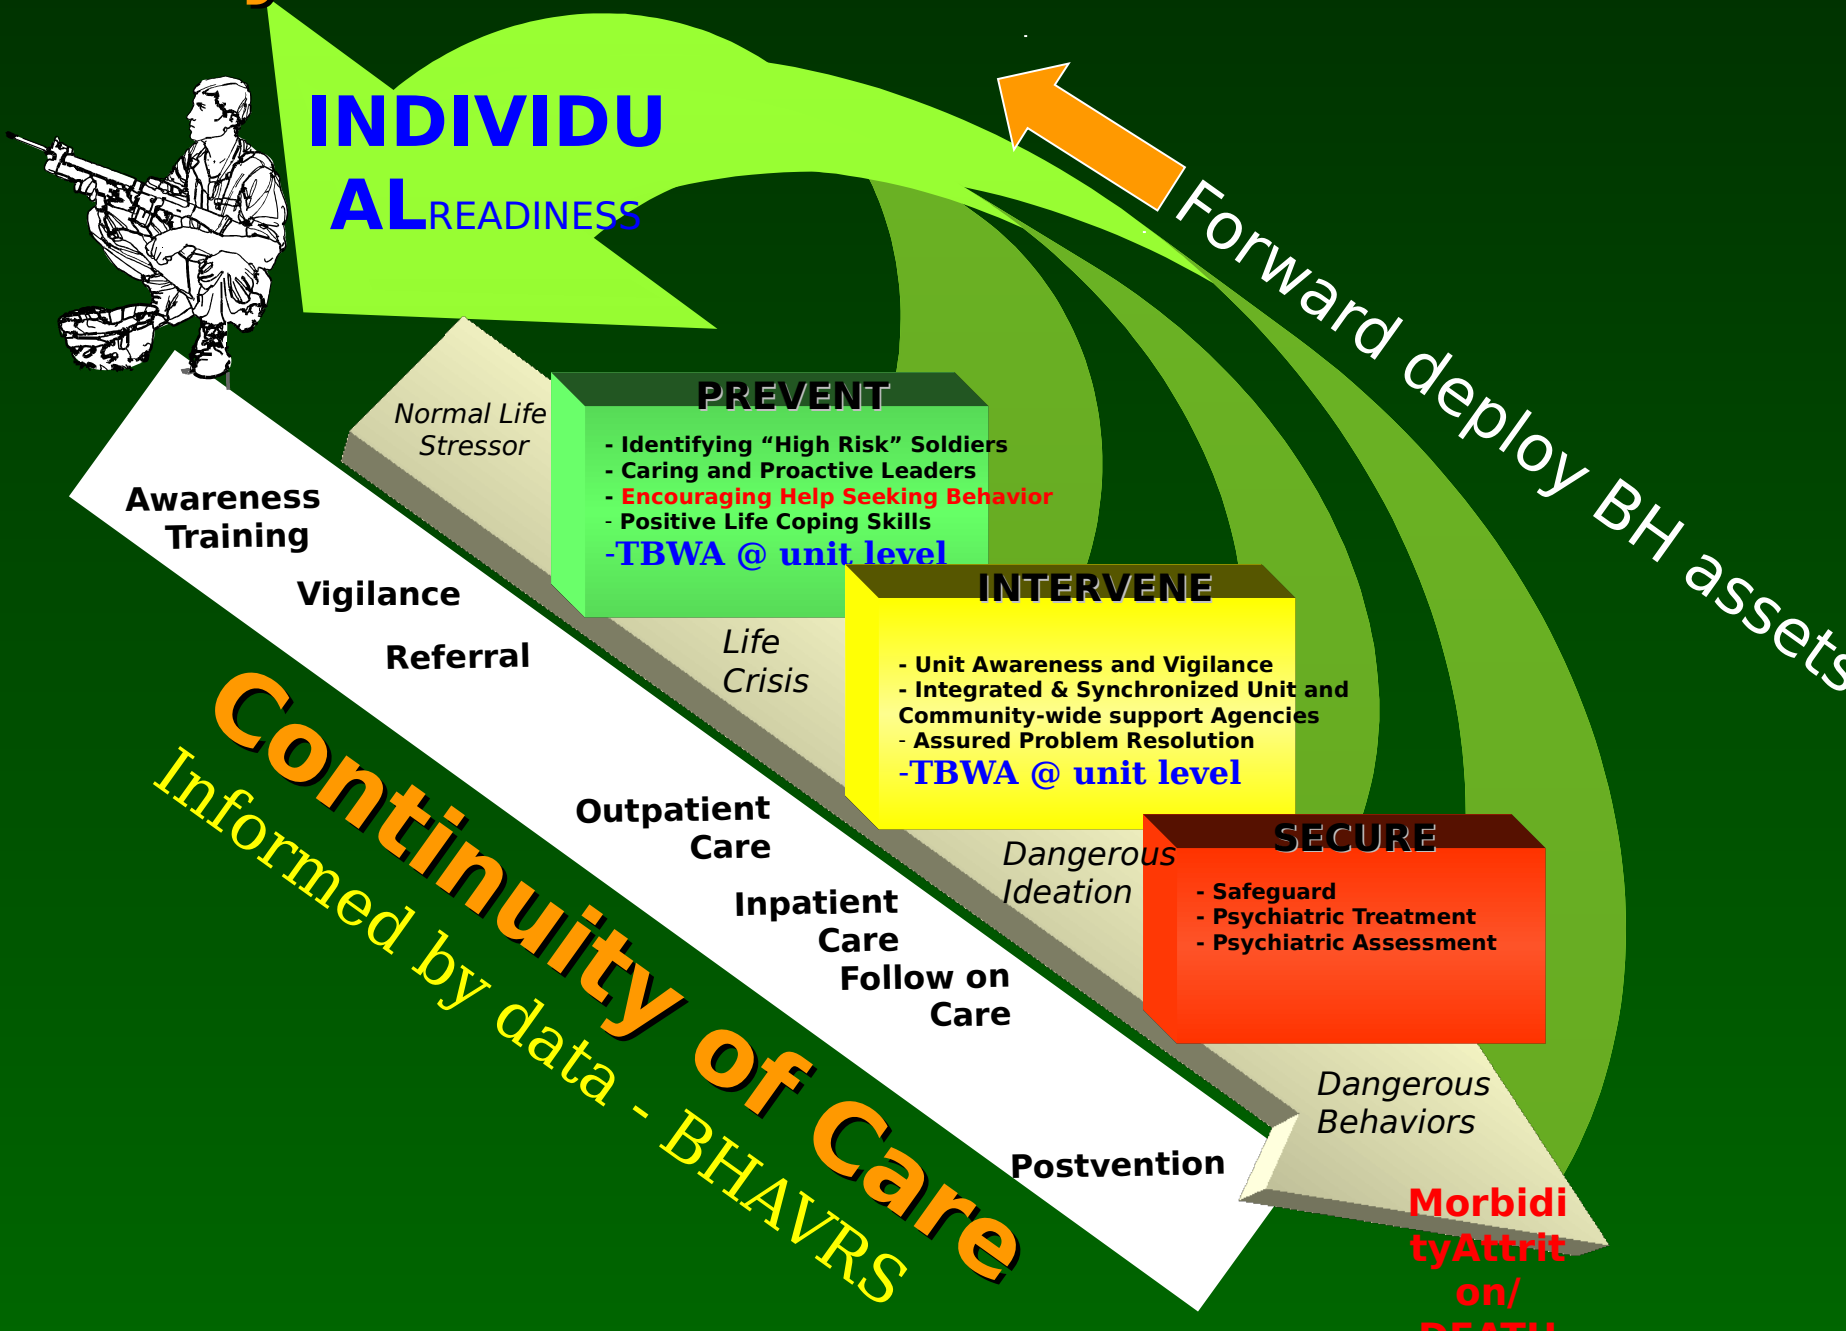 INDIVIDU
ALREADINESS
Forward deploy BH assets
Normal Life
Stressor
PREVENT
- Identifying “High Risk” Soldiers
- Caring and Proactive Leaders
- Encouraging Help Seeking Behavior
- Positive Life Coping Skills
-TBWA @ unit level
Awareness
Training
Vigilance
Referral
Life
Crisis
INTERVENE
- Unit Awareness and Vigilance
- Integrated & Synchronized Unit and
Community-wide support Agencies
- Assured Problem Resolution
-TBWA @ unit level
Outpatient
Care
Dangerous
Ideation
SECURE
- Safeguard
- Psychiatric Treatment
- Psychiatric Assessment
Inpatient
Care
Follow on
Care
Continuity of Care
Informed by data - BHAVRS
Dangerous
Behaviors
Postvention
Morbidi
tyAttrit
on/
DEATH